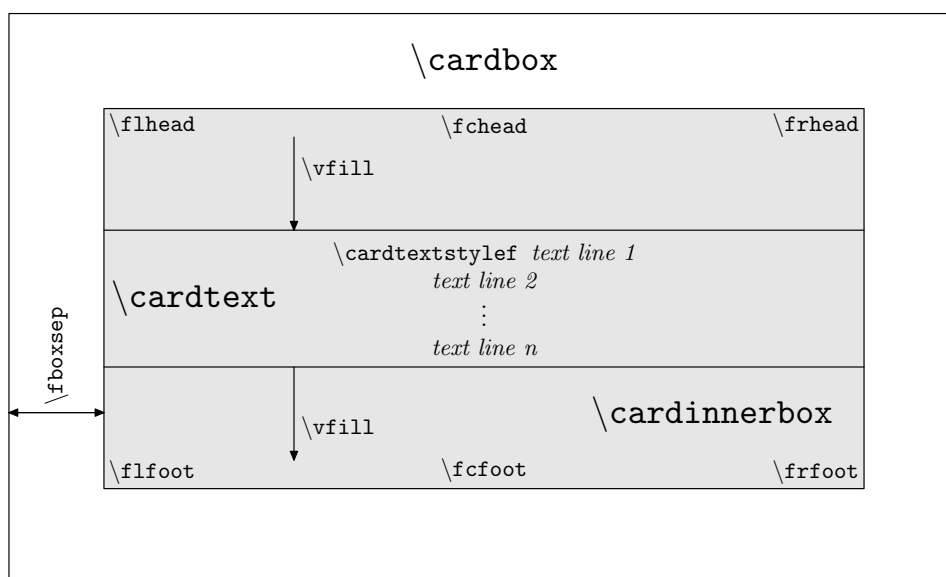 \cardbox
\flhead \fchead \frhead
\vfill
\cardtextstylef text line 1
text line 2
\cardtext
⋮
text line n
\fboxsep
\cardinnerbox
\vfill
\flfoot \fcfoot \frfoot